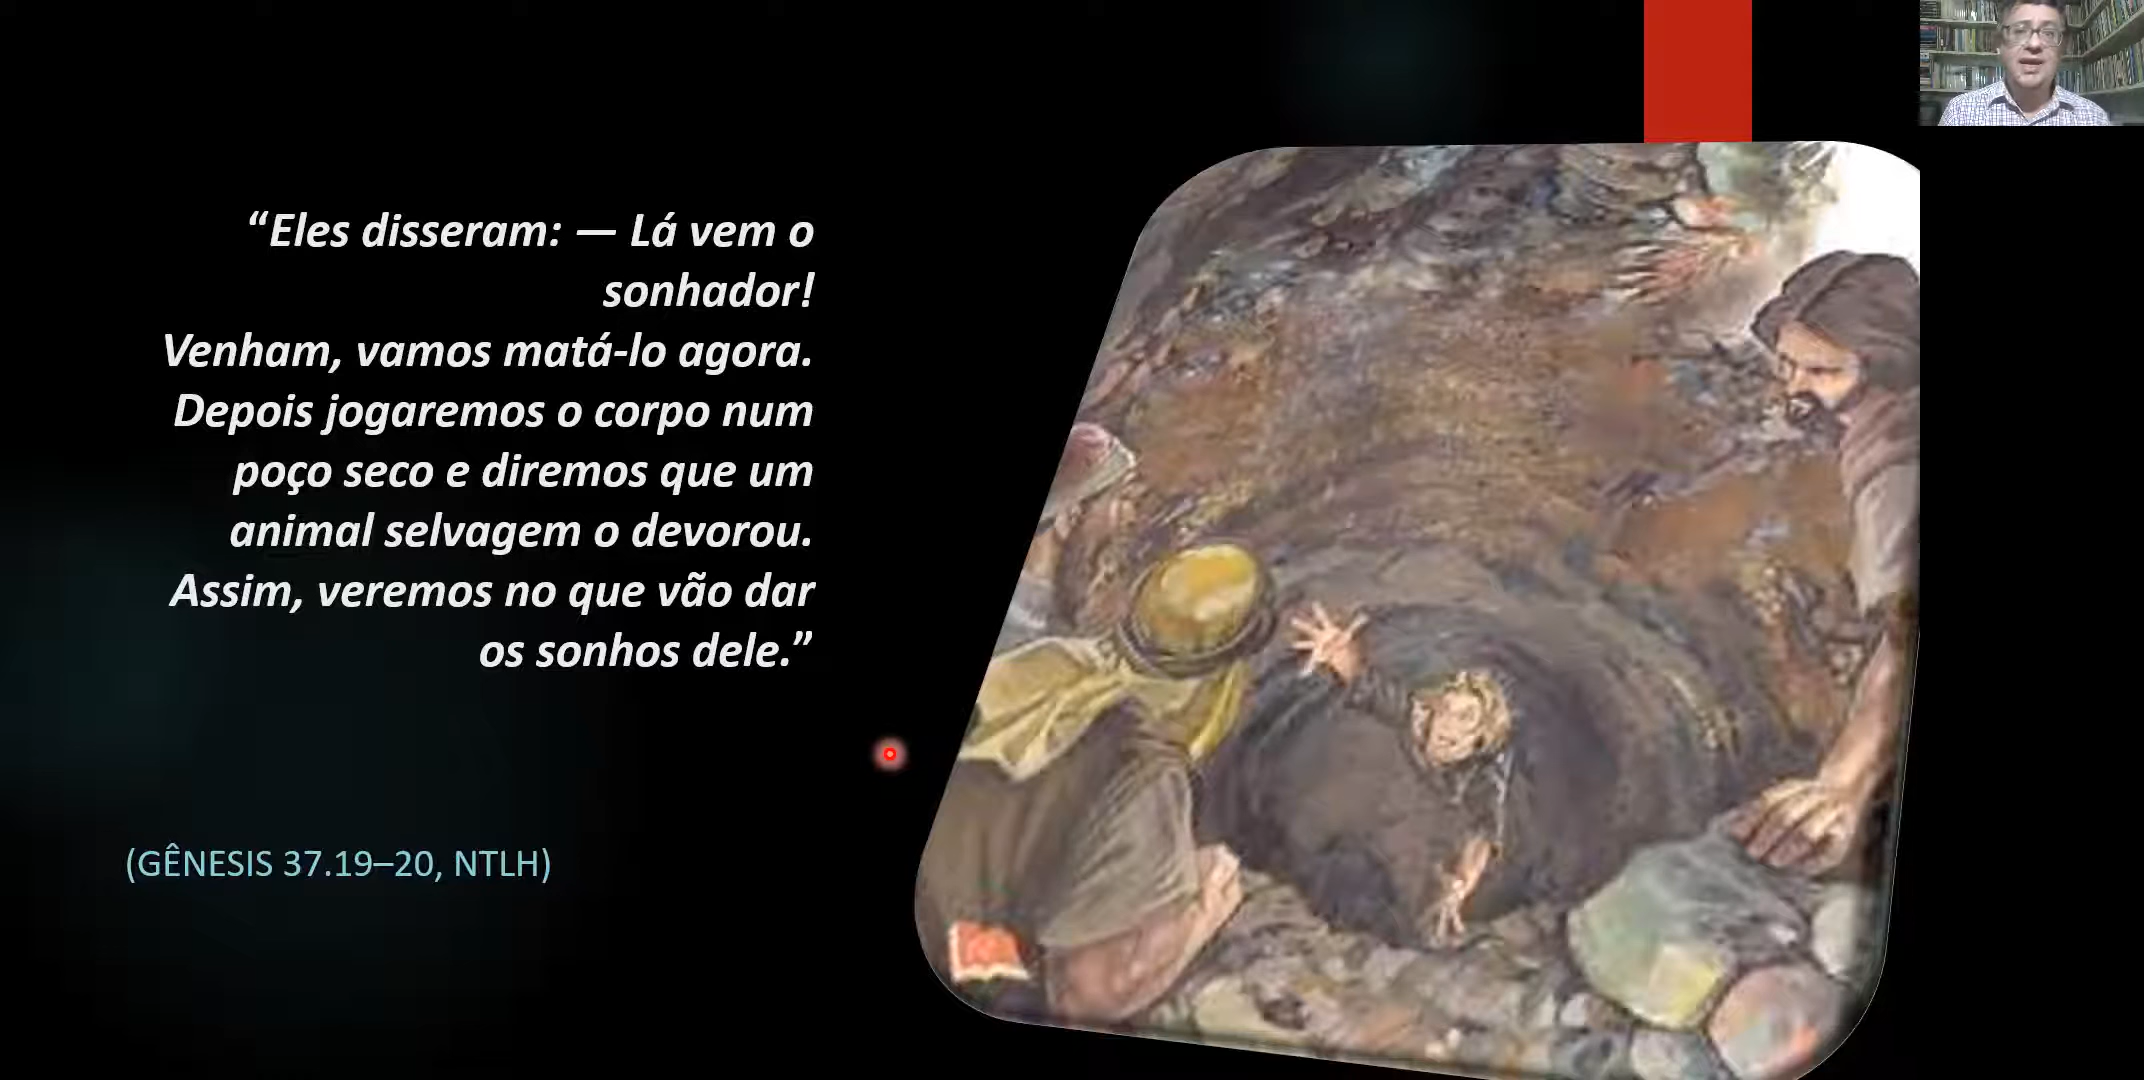 “Eles disseram: — Lá vem o
sonhador!
Venham, vamos matá-lo agora.
Depois jogaremos o corpo num
poço seco e diremos que um
animal selvagem o devorou.
Assim, veremos no que vão dar
os sonhos dele.”
(GÊNESIS 37.19–20, NTLH)